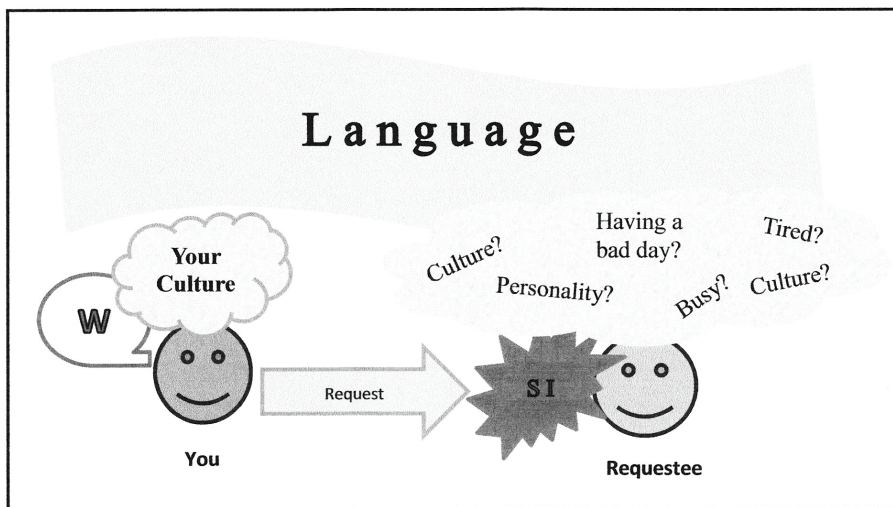 Language
Your
Culture
W
Culture?
Personality?
Having a
bad day?
Busy?
Tired?
Culture?
Request
SI
You
Requestee